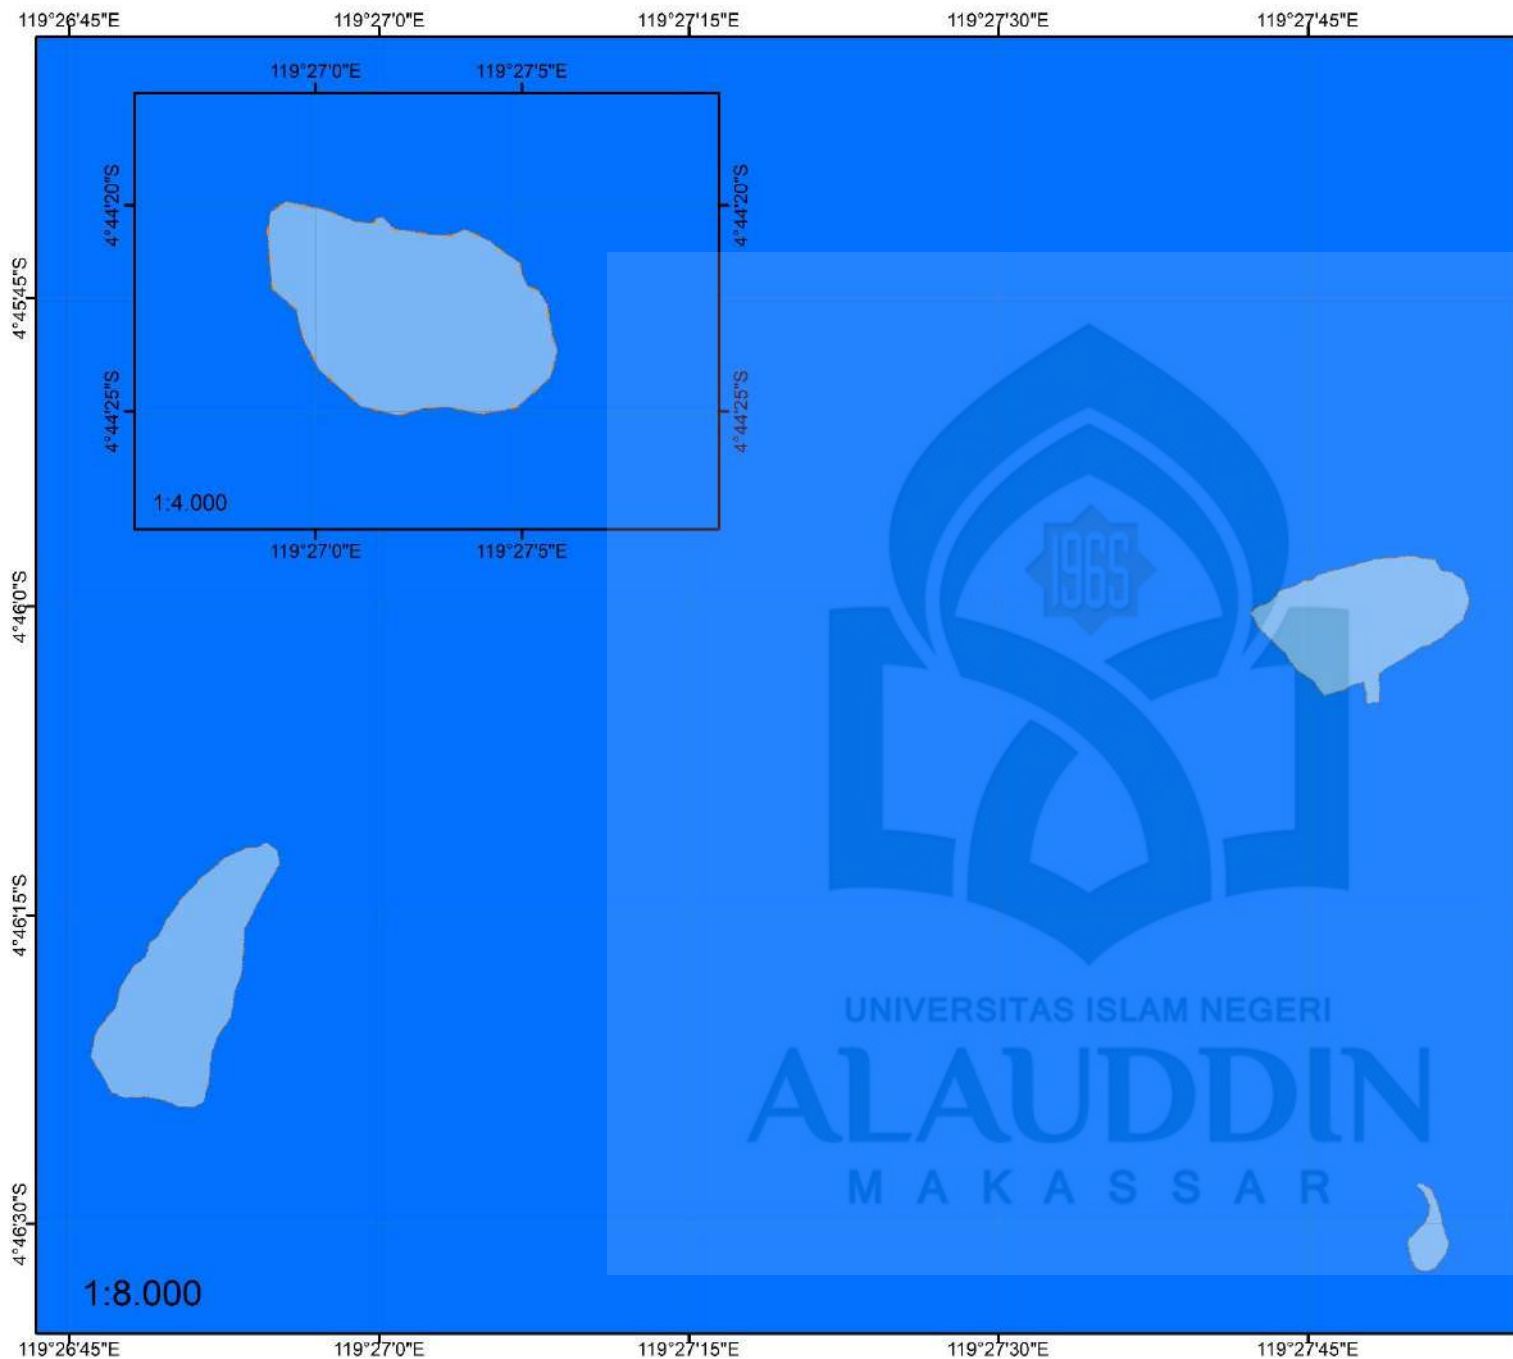 119°26'45"E 119°27'0"E 119°27'15"E 119°27'30"E 119°27'45"E
119°27'0"E 119°27'5"E
4°44'20"S 4°44'20"S
4°45'45"S
4°44'25"S 4°44'25"S
1:4.000
119°27'0"E 119°27'5"E
1965
4°46'0"S
4°46'15"S
UNIVERSITAS ISLAM NEGERI
ALAUDDIN
MAKASSAR
4°46'30"S
1:8.000
119°26'45"E 119°27'0"E 119°27'15"E 119°27'30"E 119°27'45"E